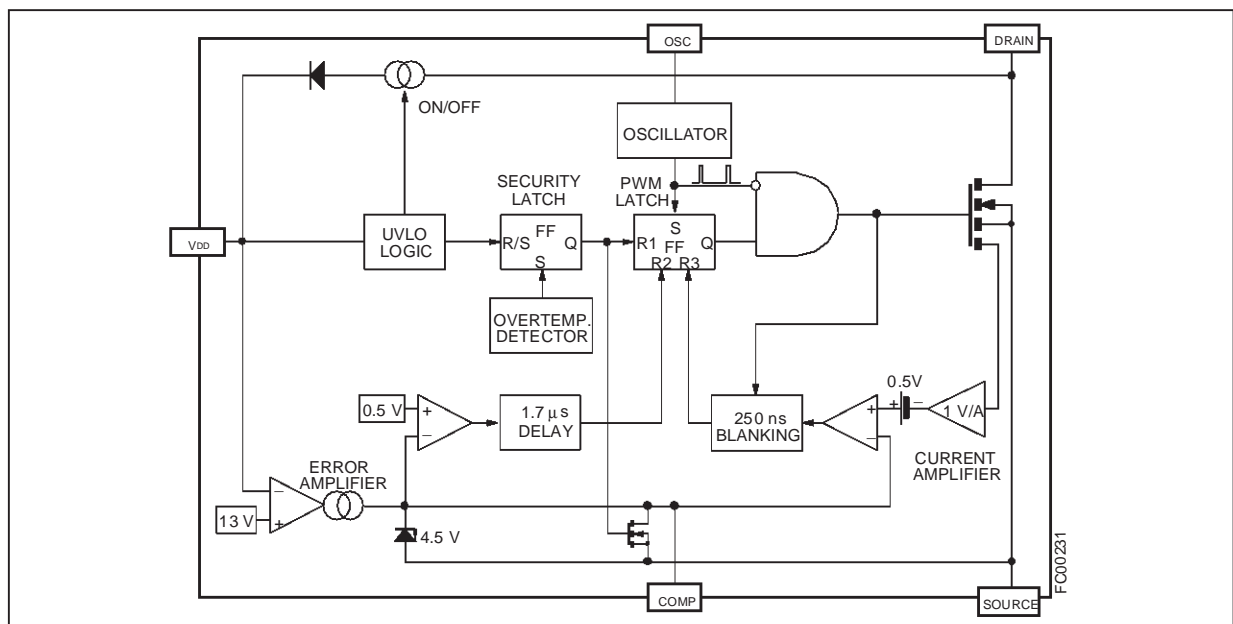 OSC
DRAIN
ON/OFF
OSCILLATOR
SECURITY
LATCH
PWM
LATCH
VDD
UVLO
LOGIC
R/S
FF
Q
S
R1
S
FF
Q
R2 R3
OVERTEMP.
DETECTOR
0.5 V
+
−
1.7 μs
DELAY
250 ns
BLANKING
+
−
0.5V
+
−
1 V/A
CURRENT
AMPLIFIER
ERROR
AMPLIFIER
−
13 V
+
4.5 V
COMP
SOURCE
FC00231